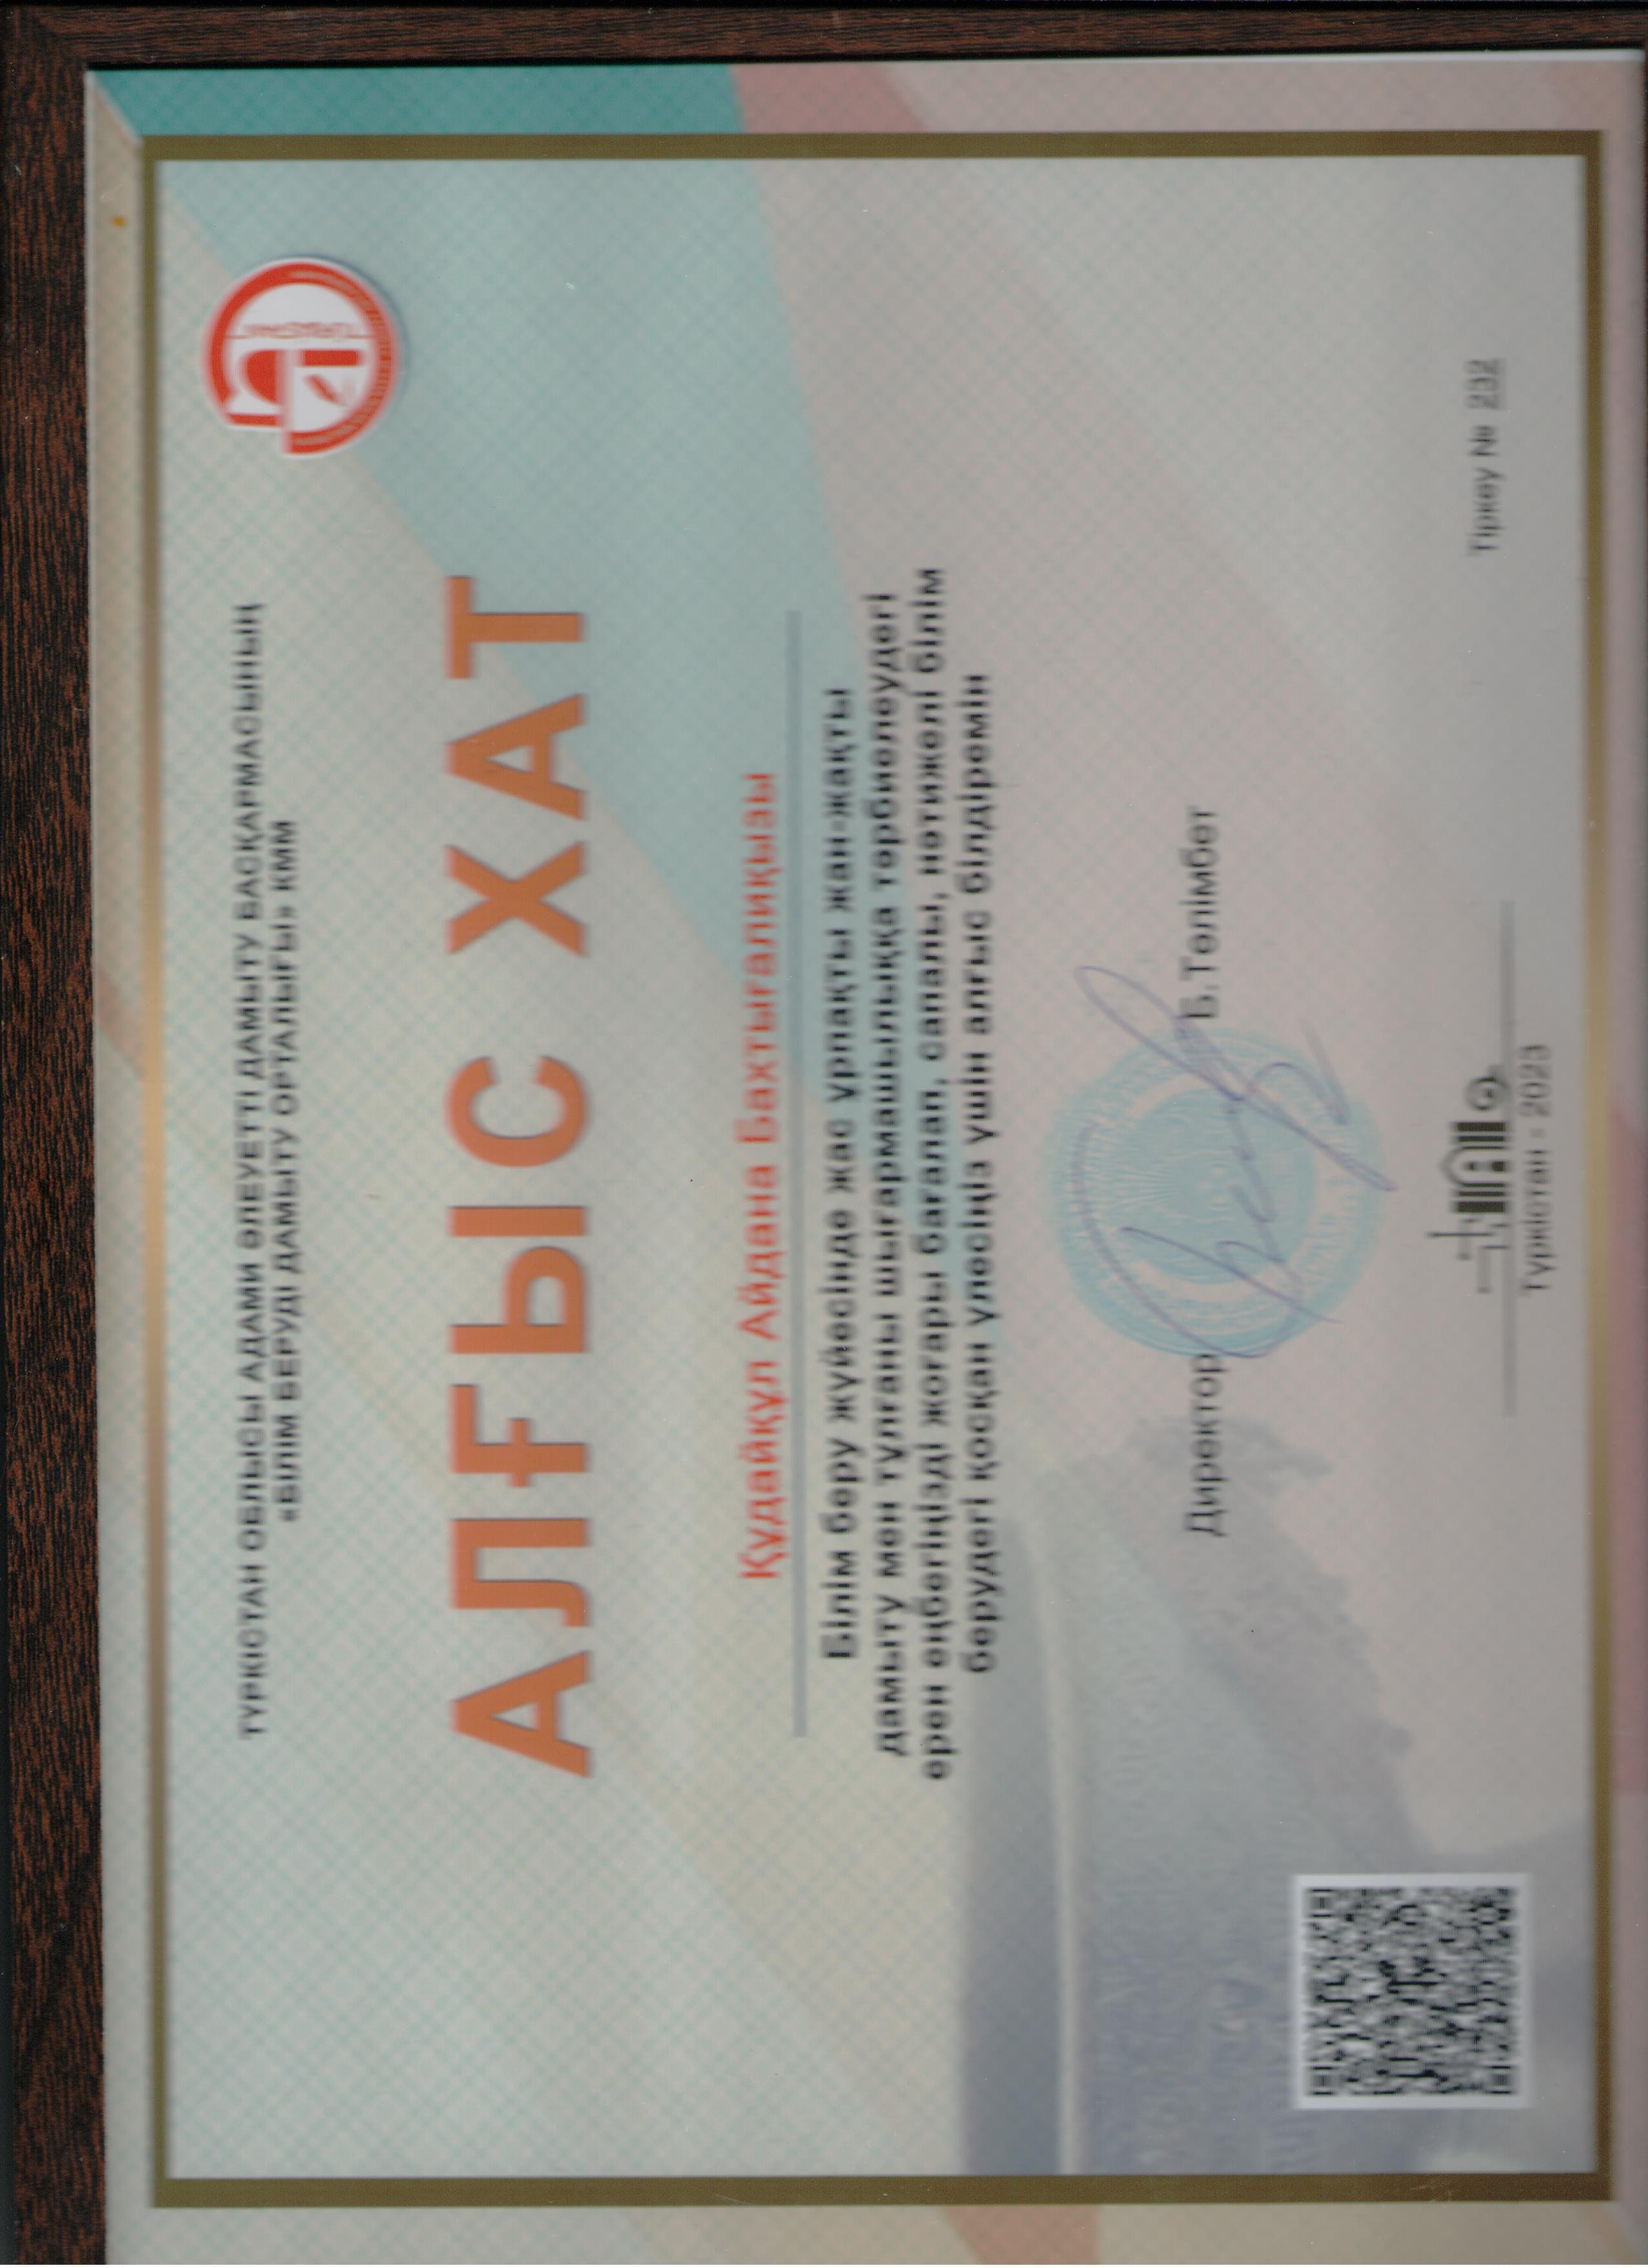 ТҮРКІСТАН ОБЛЫСЫ АДАМИ ӘЛЕУЕТТІ ДАМЫТУ БАСҚАРМАСЫНЫҢ
«БІЛІМ БЕРУДІ ДАМЫТУ ОРТАЛЫҒЫ» КММ
АЛҒЫС ХАТ
Құдайқұл Айдана Бахтығалиқызы
Білім беру жүйесінде жас ұрпақты жан-жақты
дамыту мен тұлғаны шығармашылыққа тәрбиелеудегі
ерен еңбегіңізді жоғары бағалап, сапалы, нәтижелі білім
берудегі қосқан үлесіңіз үшін алғыс білдіремін
Директор Б.Төлімбет
Тіркеу № 232
Түркістан - 2023